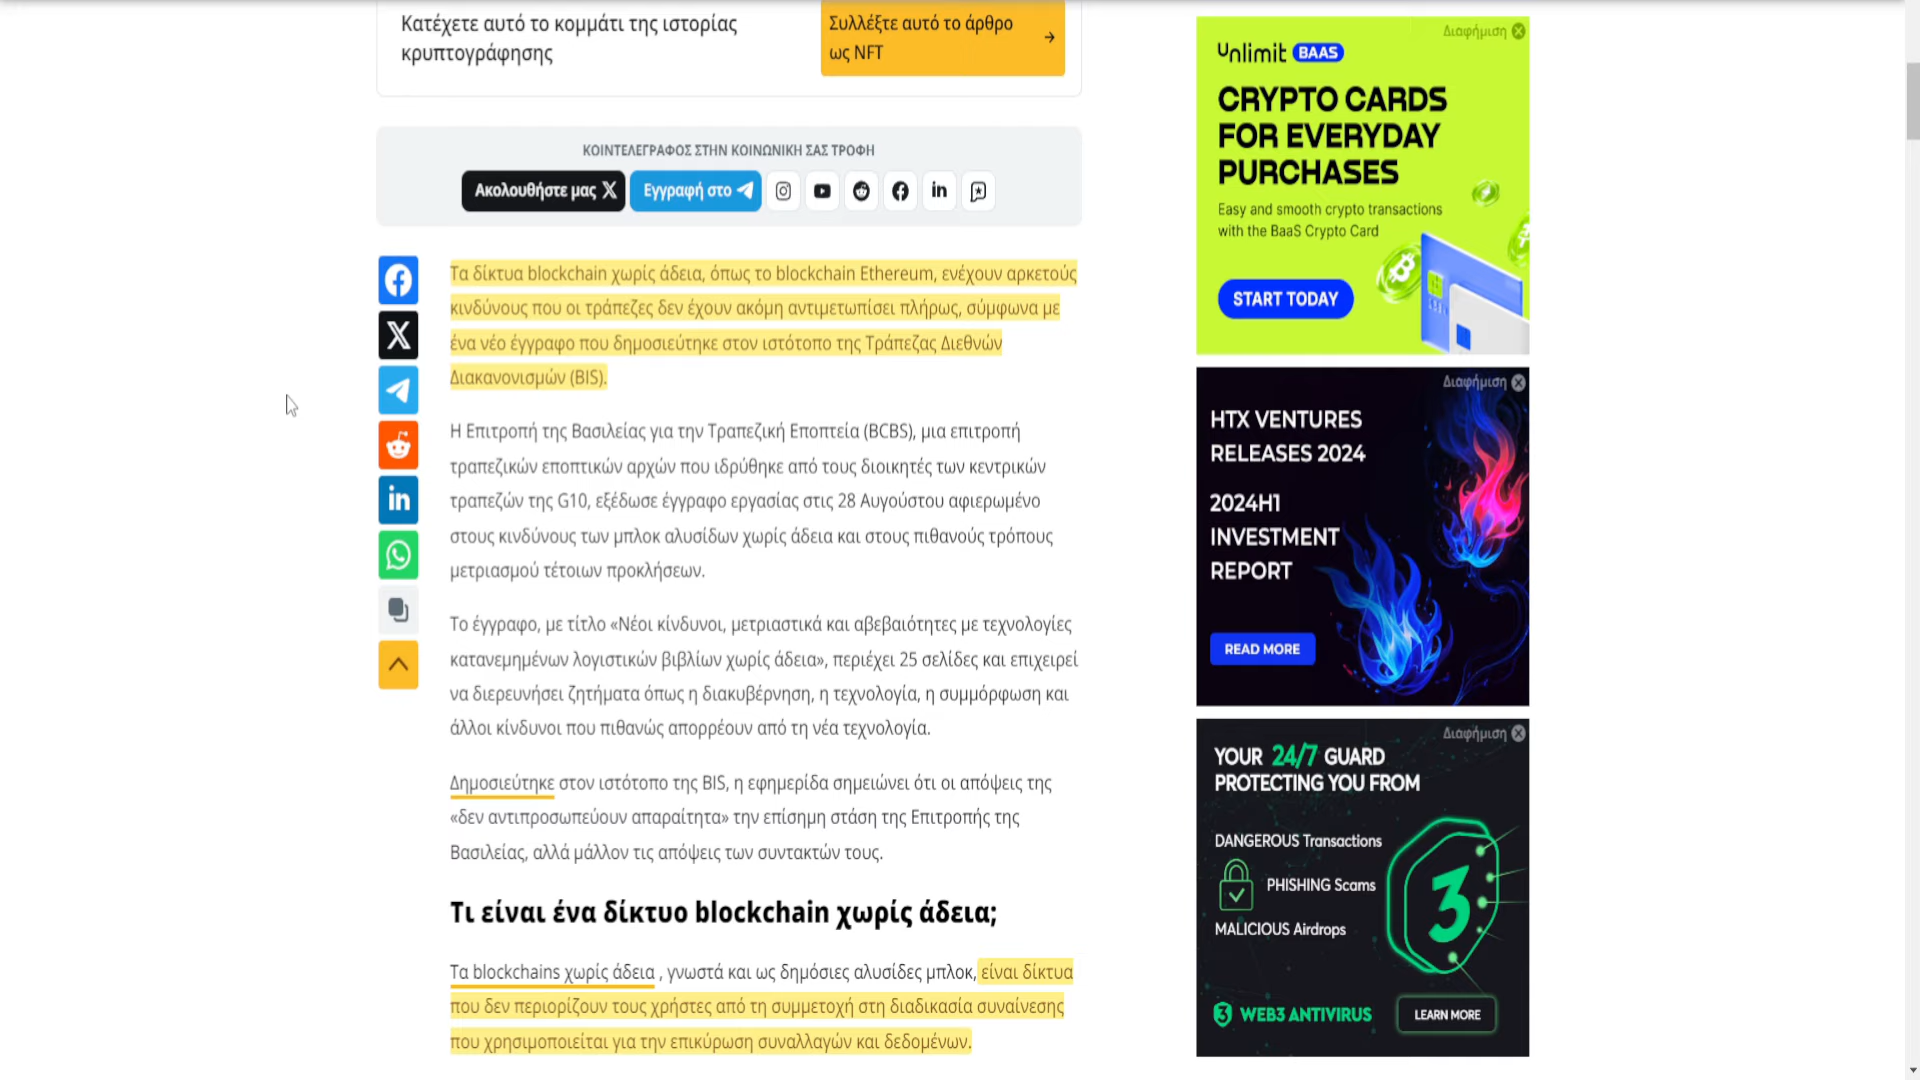 Κατέχετε αυτό το κομμάτι της ιστορίας
κρυπτογράφησης
Συλλέξτε αυτό το άρθρο
ως NFT
ΚΟΙΝΤΕΛΕΓΡΑΦΟΣ ΣΤΗΝ ΚΟΙΝΩΝΙΚΗ ΣΑΣ ΤΡΟΦΗ
Ακολουθήστε μας
Εγγραφή στο
Τα δίκτυα blockchain χωρίς άδεια, όπως το blockchain Ethereum, ενέχουν αρκετούς
κινδύνους που οι τράπεζες δεν έχουν ακόμη αντιμετωπίσει πλήρως, σύμφωνα με
ένα νέο έγγραφο που δημοσιεύτηκε στον ιστότοπο της Τράπεζας Διεθνών
Διακανονισμών (BIS).
Η Επιτροπή της Βασιλείας για την Τραπεζική Εποπτεία (BCBS), μια επιτροπή
τραπεζικών εποπτικών αρχών που ιδρύθηκε από τους διοικητές των κεντρικών
τραπεζών της G10, εξέδωσε έγγραφο εργασίας στις 28 Αυγούστου αφιερωμένο
στους κινδύνους των μπλοκ αλυσίδων χωρίς άδεια και στους πιθανούς τρόπους
μετριασμού τέτοιων προκλήσεων.
Το έγγραφο, με τίτλο «Νέοι κίνδυνοι, μετριαστικά και αβεβαιότητες με τεχνολογίες
κατανεμημένων λογιστικών βιβλίων χωρίς άδεια», περιέχει 25 σελίδες και επιχειρεί
να διερευνήσει ζητήματα όπως η διακυβέρνηση, η τεχνολογία, η συμμόρφωση και
άλλοι κίνδυνοι που πιθανώς απορρέουν από τη νέα τεχνολογία.
Δημοσιεύτηκε στον ιστότοπο της BIS, η εφημερίδα σημειώνει ότι οι απόψεις της
«δεν αντιπροσωπεύουν απαραίτητα» την επίσημη στάση της Επιτροπής της
Βασιλείας, αλλά μάλλον τις απόψεις των συντακτών τους.
Τι είναι ένα δίκτυο blockchain χωρίς άδεια;
Τα blockchains χωρίς άδεια , γνωστά και ως δημόσιες αλυσίδες μπλοκ, είναι δίκτυα
που δεν περιορίζουν τους χρήστες από τη συμμετοχή στη διαδικασία συναίνεσης
που χρησιμοποιείται για την επικύρωση συναλλαγών και δεδομένων.
Διαφήμιση
Unlimit BAAS
CRYPTO CARDS
FOR EVERYDAY
PURCHASES
Easy and smooth crypto transactions
with the BaaS Crypto Card
START TODAY
Διαφήμιση
HTX VENTURES
RELEASES 2024
2024H1
INVESTMENT
REPORT
READ MORE
Διαφήμιση
YOUR 24/7 GUARD
PROTECTING YOU FROM
DANGEROUS Transactions
PHISHING Scams
MALICIOUS Airdrops
3
3 WEB3 ANTIVIRUS
LEARN MORE